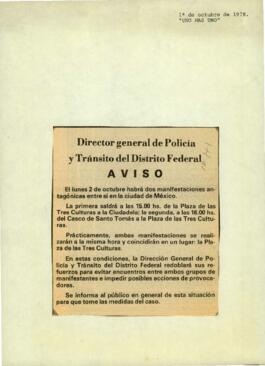 1° de octubre de 1978.
"UNO MAS UNO"
Director general de Policía
y Tránsito del Distrito Federal
AVISO
El lunes 2 de octubre habrá dos manifestaciones an-
tagónicas entre sí en la ciudad de México.
La primera saldrá a las 15.00 hs. de la Plaza de las
Tres Culturas a la Ciudadela: la segunda, a las 16.00 hs.
del Casco de Santo Tomás a la Plaza de las Tres Cultu-
ras.
Prácticamente, ambas manifestaciones se reali-
zarán a la misma hora y coincidirán en un lugar: la Pla-
za de las Tres Culturas.
En estas condiciones, la Dirección General de Po-
licía y Tránsito del Distrito Federal redoblará sus es-
fuerzos para evitar encuentros entre ambos grupos de
manifestantes e impedir posibles acciones de provoca-
dores.
Se informa al público en general de esta situación
para que tome las medidas del caso.